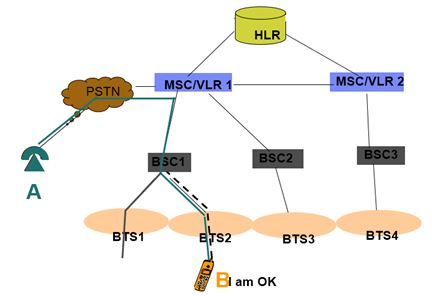 HLR
MSC/VLR 1
MSC/VLR 2
PSTN
BSC1
BSC2
BSC3
A
BTS1
BTS2
BTS3
BTS4
B I am OK